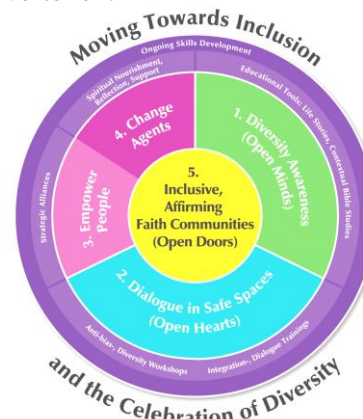 Moving Towards Inclusion
Ongoing Skills Development
Spiritual Nourishment,
Reflection, Support
Educational Tools: Life Stories, Contextual Bible Studies
4. Change
Agents
1. Diversity Awareness
(Open Minds)
5.
Inclusive,
Affirming
Faith Communities
(Open Doors)
3. Empower
People
Strategic Alliances
2. Dialogue in Safe Spaces
(Open Hearts)
Anti-bias-, Diversity Workshops
Integration-, Dialogue Trainings
and the Celebration of Diversity